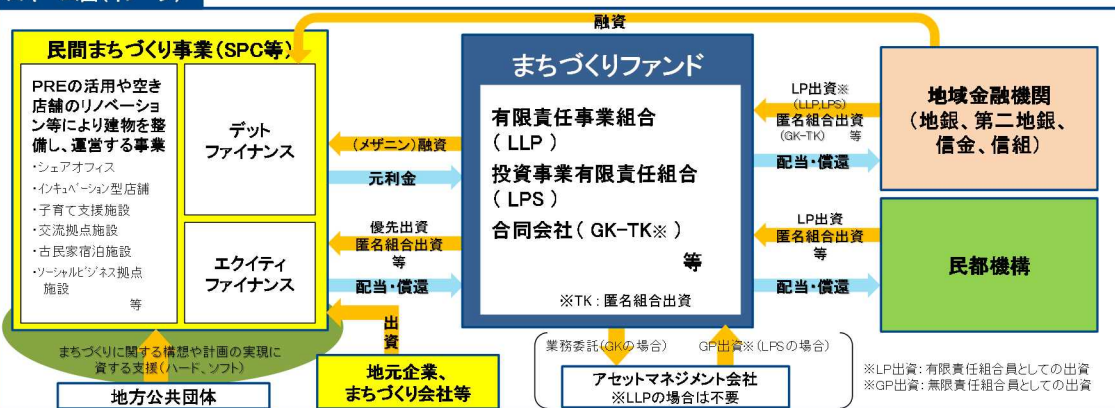 融資
民間まちづくり事業(SPC等)
PREの活用や空き
店舗のリノベーショ
ン等により建物を整
備し、運営する事業
・シェアオフィス
・インキュベーション型店舗
・子育て支援施設
・交流拠点施設
・古民家宿泊施設
・ソーシャルビジネス拠点
施設
等
デット
ファイナンス
エクイティ
ファイナンス
(メザニン)融資
元利金
優先出資
匿名組合出資
等
配当・償還
まちづくりファンド
有限責任事業組合
(LLP)
投資事業有限責任組合
(LPS)
合同会社(GK-TK※)
等
※TK:匿名組合出資
LP出資※
(LLP,LPS)
匿名組合出資
(GK-TK) 等
配当・償還
LP出資
匿名組合出資
等
配当・償還
地域金融機関
(地銀、第二地銀、
信金、信組)
民都機構
まちづくりに関する構想や計画の実現に
資する支援(ハード、ソフト)
地方公共団体
出
資
地元企業、
まちづくり会社等
業務委託(GKの場合)
GP出資※(LPSの場合)
アセットマネジメント会社
※LLPの場合は不要
※LP出資:有限責任組合員としての出資
※GP出資:無限責任組合員としての出資